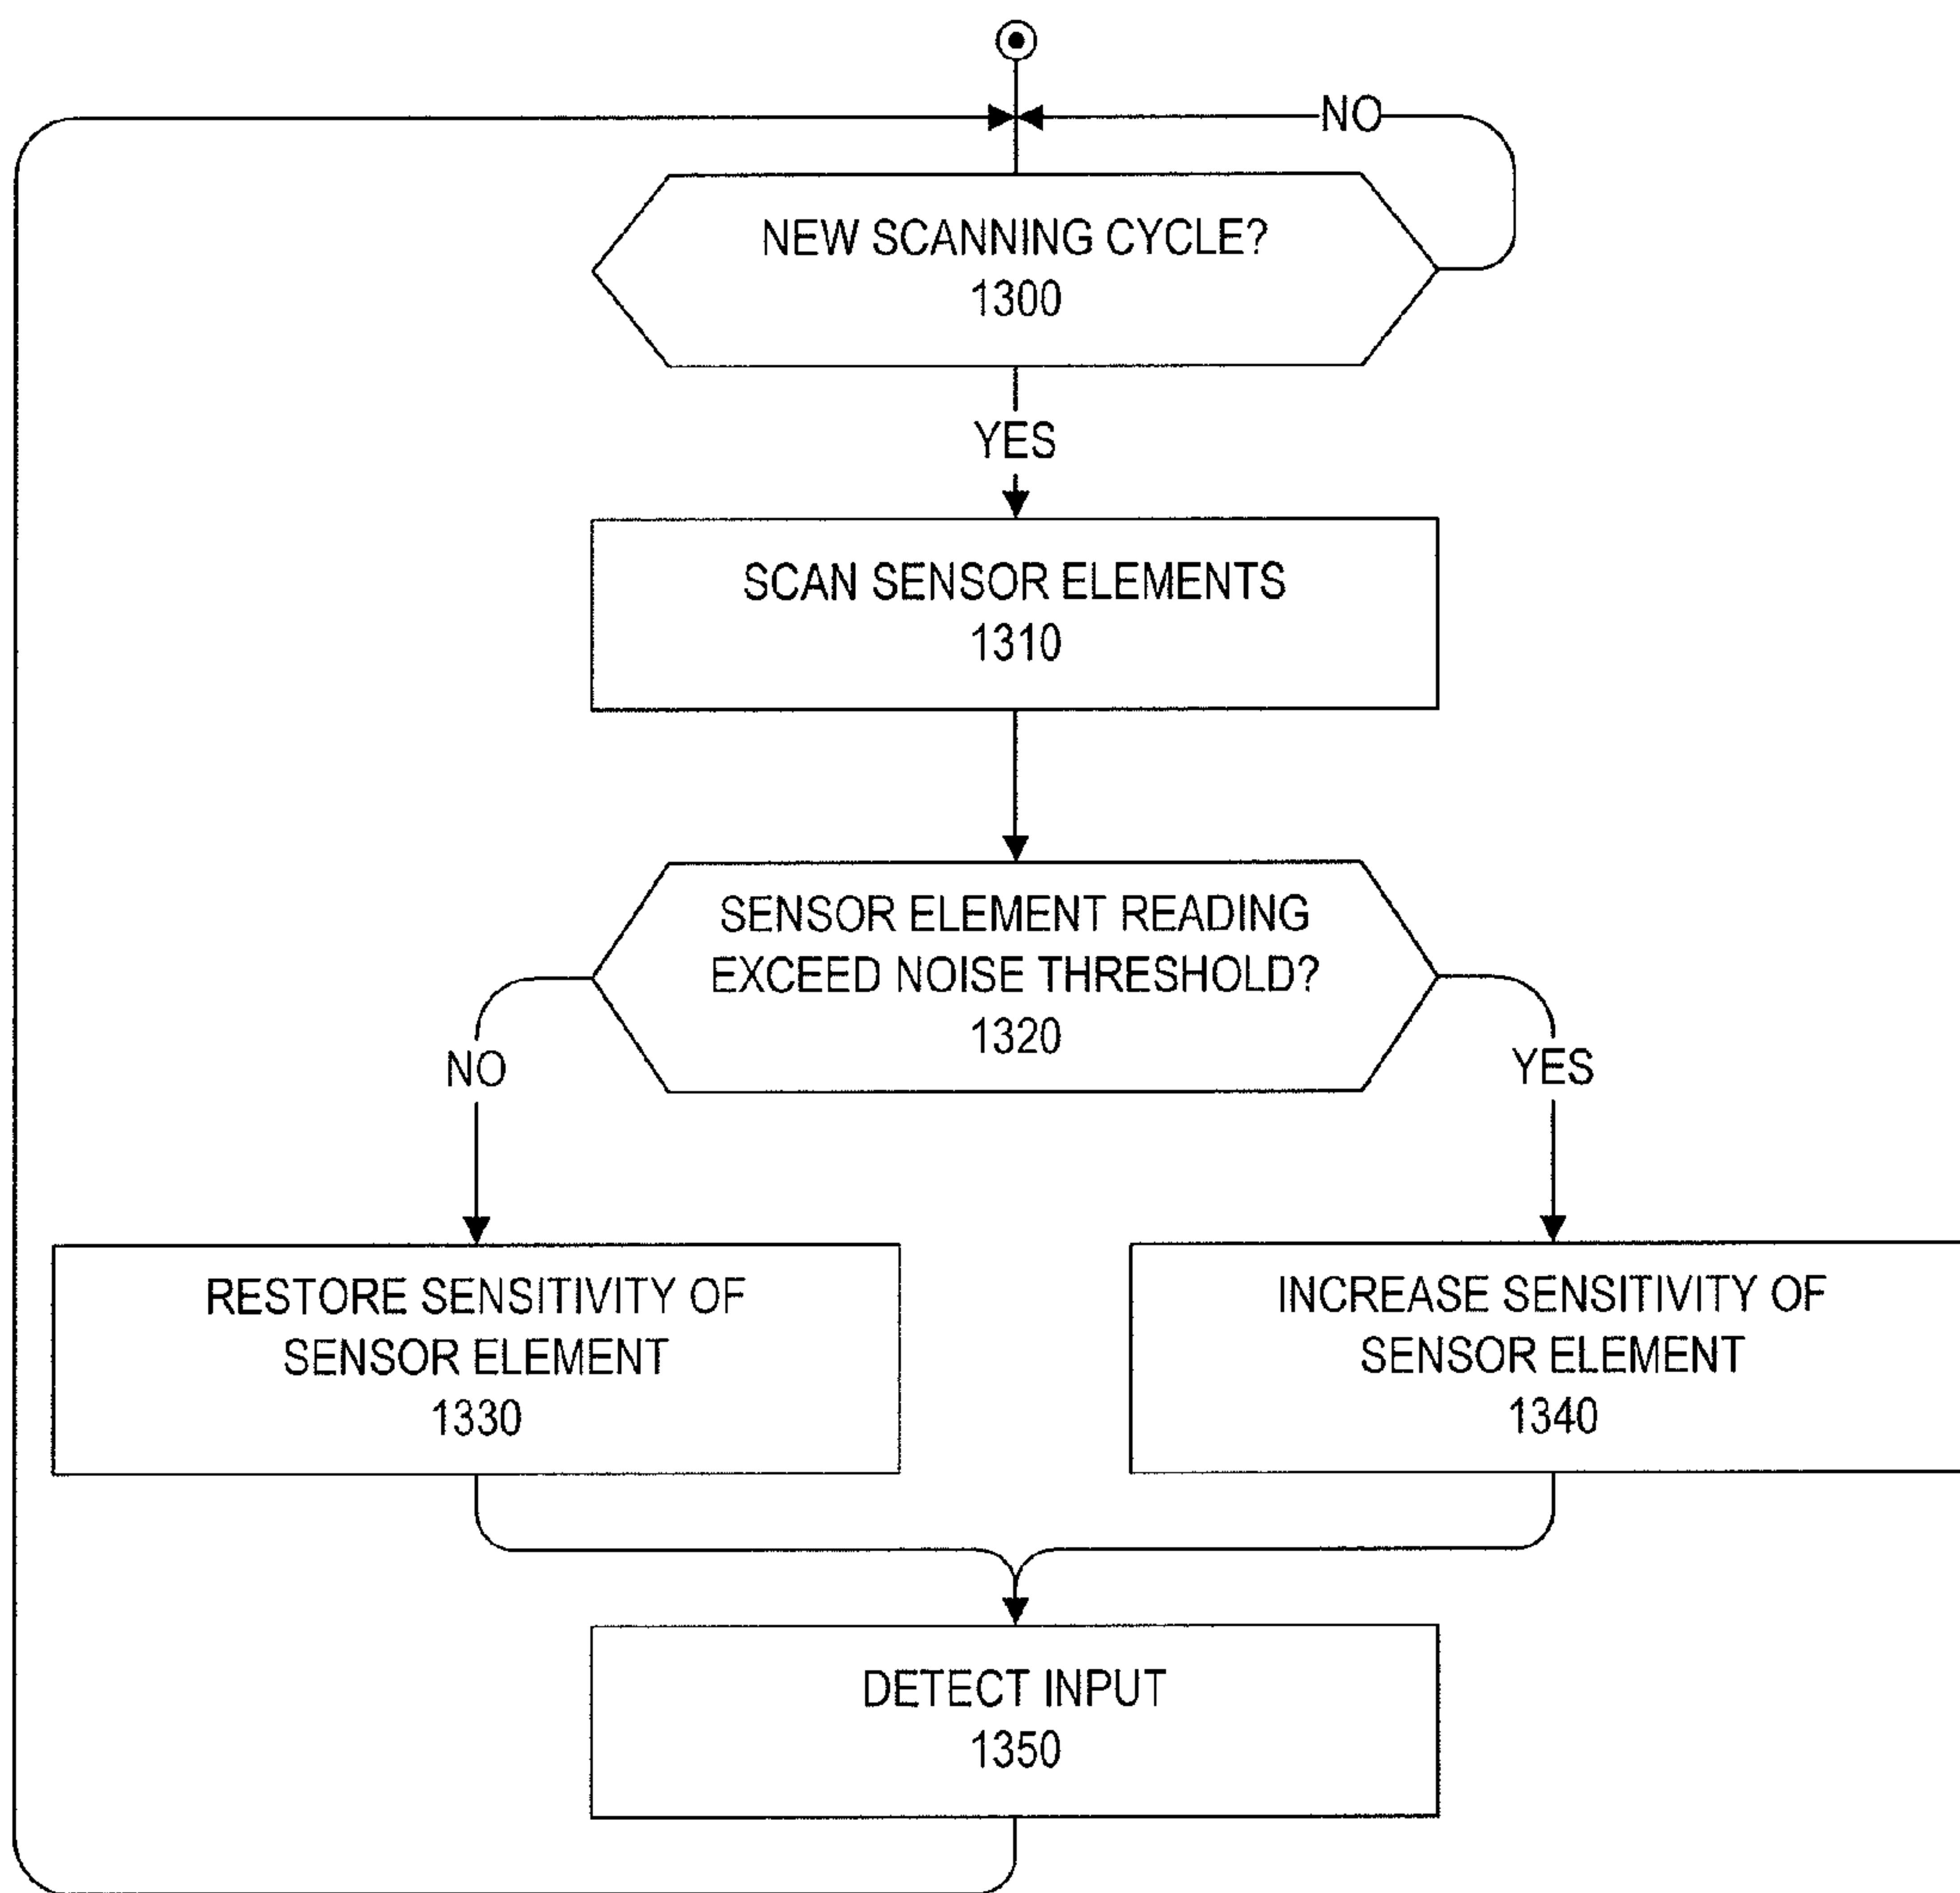 NO
NEW SCANNING CYCLE?
1300
YES
SCAN SENSOR ELEMENTS
1310
SENSOR ELEMENT READING
EXCEED NOISE THRESHOLD?
1320
NO
YES
RESTORE SENSITIVITY OF
SENSOR ELEMENT
1330
INCREASE SENSITIVITY OF
SENSOR ELEMENT
1340
DETECT INPUT
1350